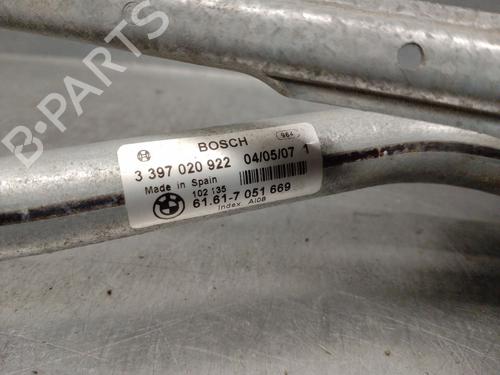 BOSCH 964
3 397 020 922 04/05/07 1
Made in Spain
102 135
61.61-7 051 669
Index. AI08
B-Parts